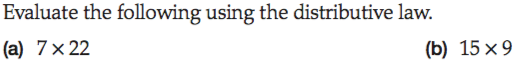 Evaluate the following using the distributive law.
(a) 7 × 22 (b) 15 × 9